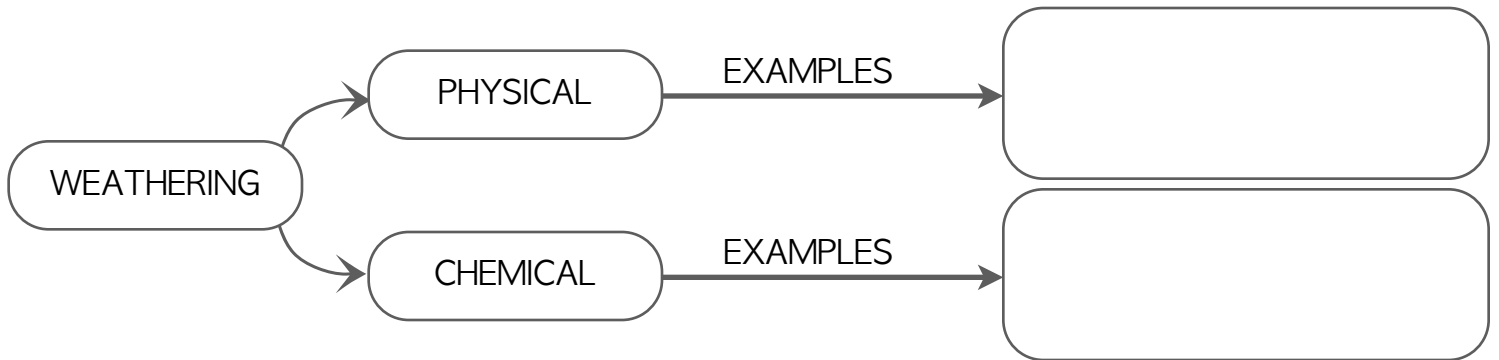 EXAMPLES
PHYSICAL
WEATHERING
EXAMPLES
CHEMICAL